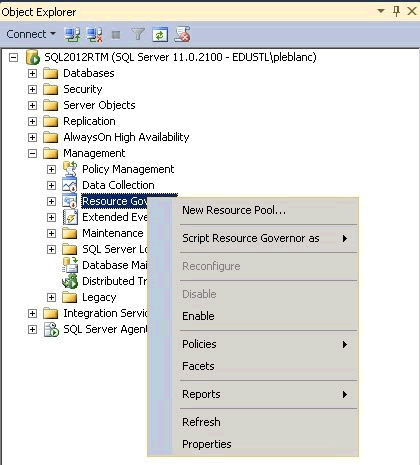 Object Explorer
Connect
SQL2012RTM (SQL Server 11.0.2100 - EDUSTL\pleblanc)
Databases
Security
Server Objects
Replication
AlwaysOn High Availability
Management
Policy Management
Data Collection
Resource Gov
Extended Eve
Maintenance
SQL Server Lo
Database Mai
Distributed Tr
Legacy
Integration Servic
SQL Server Agent
New Resource Pool...
Script Resource Governor as
Reconfigure
Disable
Enable
Policies
Facets
Reports
Refresh
Properties